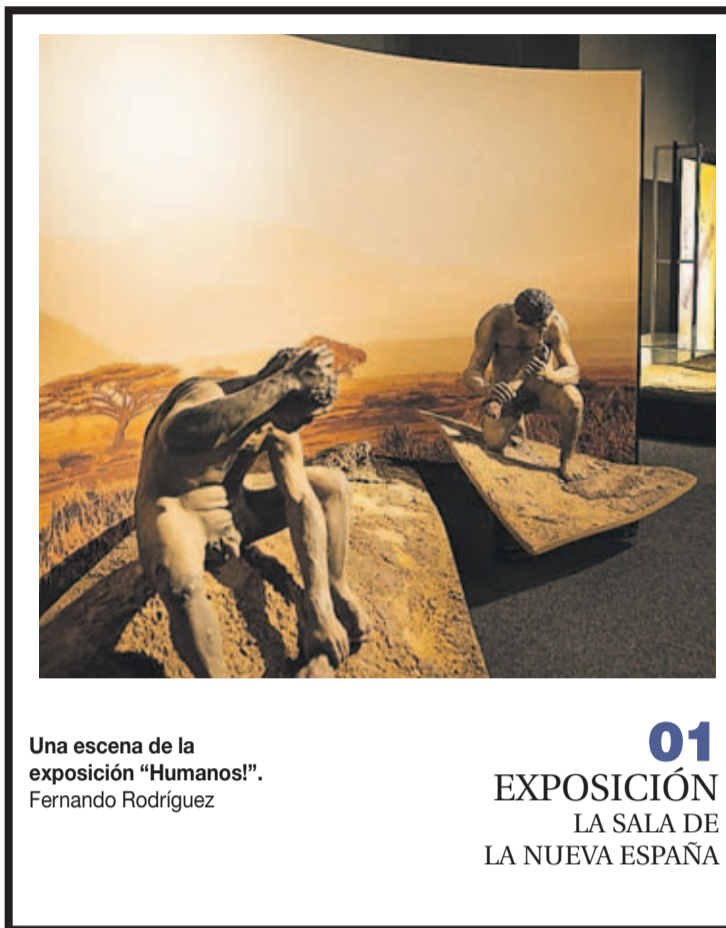 Una escena de la
exposición “Humanos!”.
Fernando Rodríguez
01
EXPOSICIÓN
LA SALA DE
LA NUEVA ESPAÑA